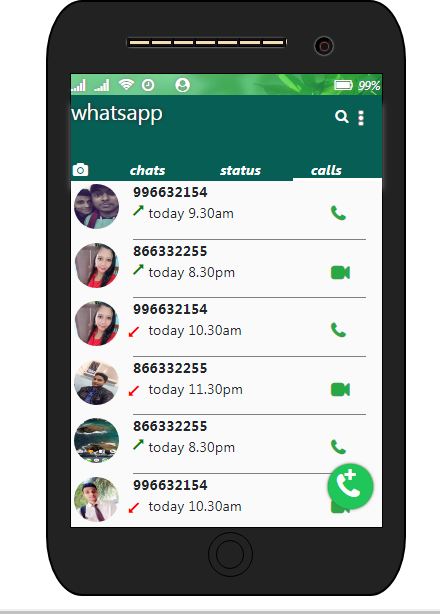 99%
whatsapp
chats status calls
996632154
today 9.30am
866332255
today 8.30pm
996632154
today 10.30am
866332255
today 11.30pm
866332255
today 8.30pm
996632154
today 10.30am